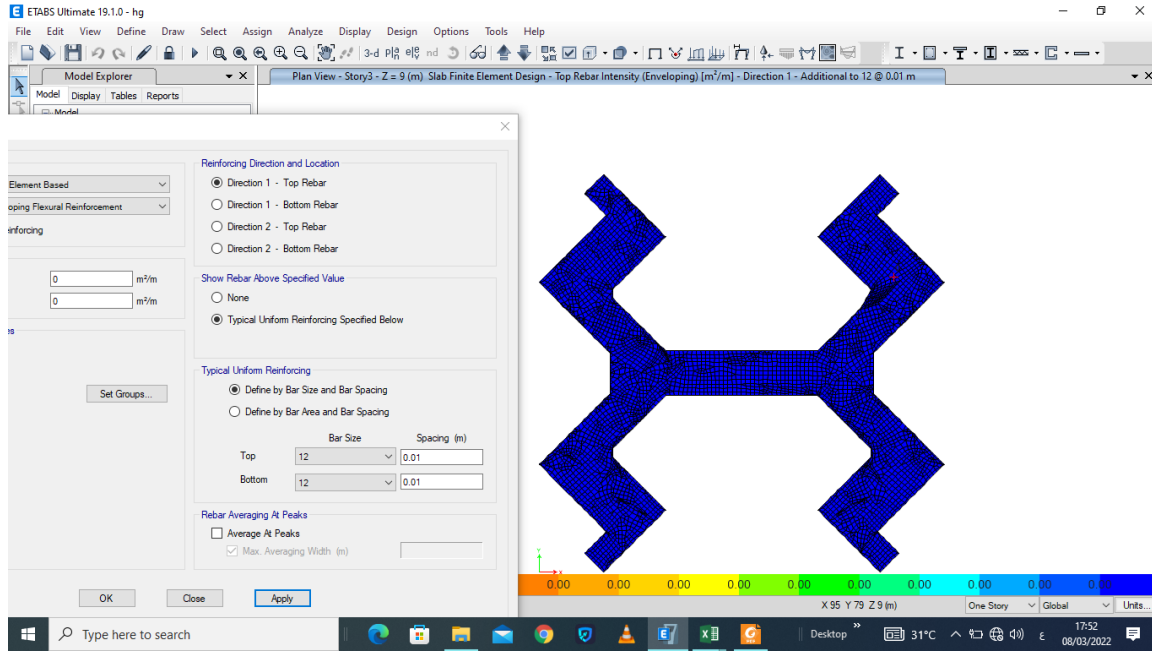 ETABS Ultimate 19.1.0 - hg
File Edit View Define Draw Select Assign Analyze Display Design Options Tools Help
3-d nd
Model Explorer
Plan View - Story3 - Z = 9 (m) Slab Finite Element Design - Top Rebar Intensity (Enveloping) [m²/m] - Direction 1 - Additional to 12 @ 0.01 m
Model Display Tables Reports
Model
Element Based
oping Flexural Reinforcement
inforcing
0 m²/m
0 m²/m
es
Set Groups...
Reinforcing Direction and Location
Direction 1 - Top Rebar
Direction 1 - Bottom Rebar
Direction 2 - Top Rebar
Direction 2 - Bottom Rebar
Show Rebar Above Specified Value
None
Typical Uniform Reinforcing Specified Below
Typical Uniform Reinforcing
Define by Bar Size and Bar Spacing
Define by Bar Area and Bar Spacing
Bar Size Spacing (m)
Top 12 0.01
Bottom 12 0.01
Rebar Averaging At Peaks
Average At Peaks
Max. Averaging Width (m)
OK Close Apply
Y
X
0.00 0.00 0.00 0.00 0.00 0.00 0.00 0.00 0.00 0.00
X 95 Y 79 Z 9 (m) One Story Global Units...
Type here to search
Desktop 31°C ع 17:52
08/03/2022